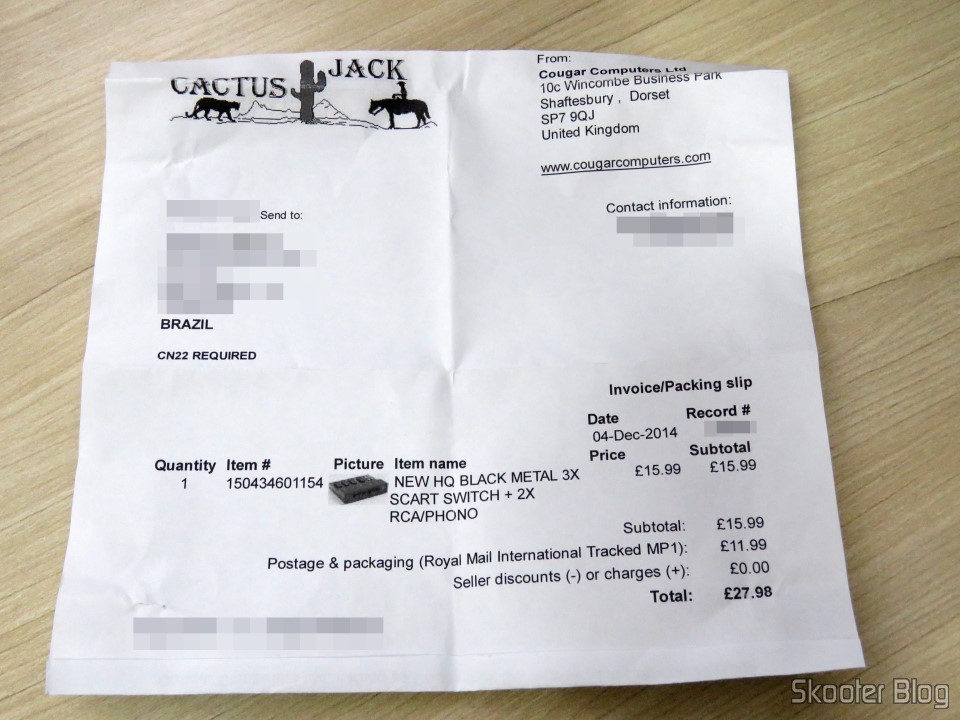 CACTUS JACK
From:
Cougar Computers Ltd
10c Wincombe Business Park
Shaftesbury , Dorset
SP7 9QJ
United Kingdom
www.cougarcomputers.com
Send to:
Contact information:
BRAZIL
CN22 REQUIRED
Invoice/Packing slip
Date Record #
04-Dec-2014
Quantity Item # Picture Item name Price Subtotal
1 150434601154 NEW HQ BLACK METAL 3X £15.99 £15.99
SCART SWITCH + 2X
RCA/PHONO
Subtotal: £15.99
Postage & packaging (Royal Mail International Tracked MP1): £11.99
Seller discounts (-) or charges (+): £0.00
Total: £27.98
Skooter Blog